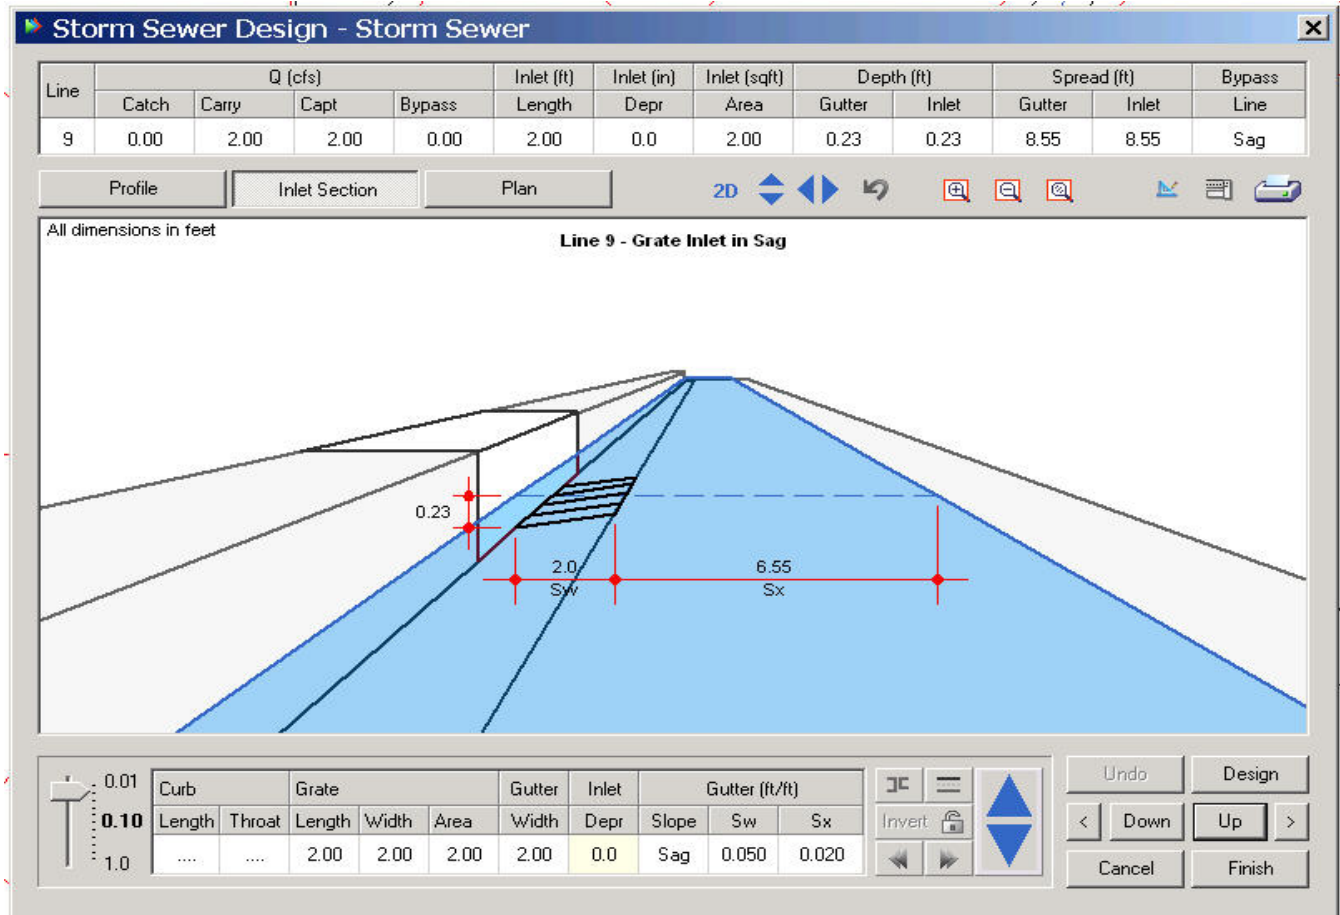 Storm Sewer Design - Storm Sewer
Line Q (cfs) Inlet (ft) Inlet (in) Inlet (sqft) Depth (ft) Spread (ft) Bypass
Catch Carry Capt Bypass Length Depr Area Gutter Inlet Gutter Inlet Line
9 0.00 2.00 2.00 0.00 2.00 0.0 2.00 0.23 0.23 8.55 8.55 Sag
Profile Inlet Section Plan 2D
All dimensions in feet
Line 9 - Grate Inlet in Sag
0.23
2.0 6.55
Sw Sx
0.01 Curb Grate Gutter Inlet Gutter (ft/ft) Undo Design
0.10 Length Throat Length Width Area Width Depr Slope Sw Sx Invert < Down Up >
1.0 .... .... 2.00 2.00 2.00 2.00 0.0 Sag 0.050 0.020 Cancel Finish